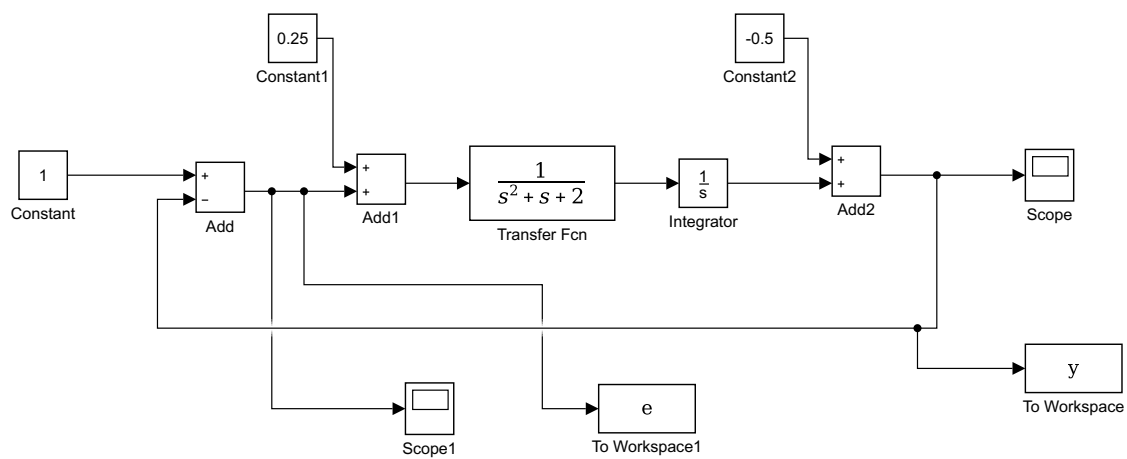 0.25
Constant1
-0.5
Constant2
1
Constant
+
−
Add
+
+
Add1
1
s² + s + 2
Transfer Fcn
1
s
Integrator
+
+
Add2
Scope
Scope1
e
To Workspace1
y
To Workspace